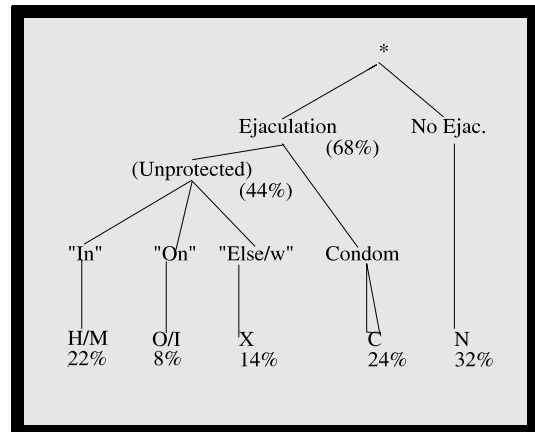 *
Ejaculation No Ejac.
(68%)
(Unprotected)
(44%)
"In" "On" "Else/w" Condom
H/M O/I X C N
22% 8% 14% 24% 32%